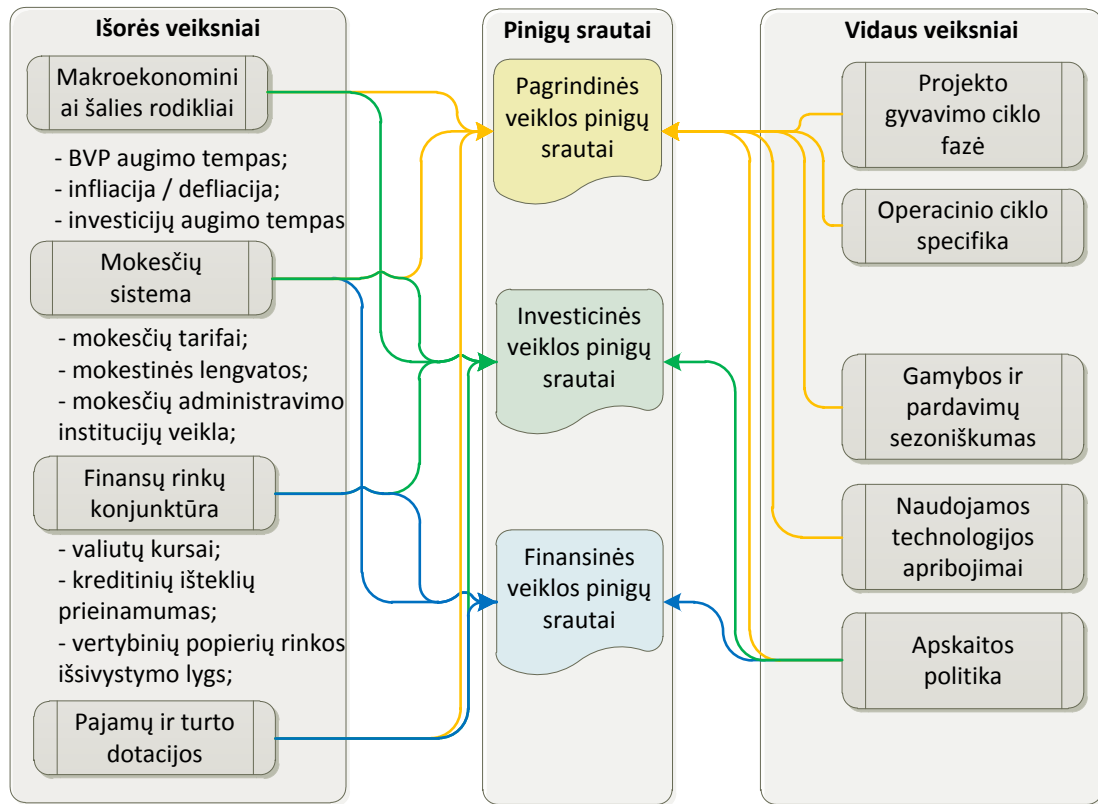 Išorės veiksniai
Makroekonomini
ai šalies rodikliai
- BVP augimo tempas;
- infliacija / defliacija;
- investicijų augimo tempas
Mokesčių
sistema
- mokesčių tarifai;
- mokestinės lengvatos;
- mokesčių administravimo
institucijų veikla;
Finansų rinkų
konjunktūra
- valiutų kursai;
- kreditinių išteklių
prieinamumas;
- vertybinių popierių rinkos
išsivystymo lygs;
Pajamų ir turto
dotacijos
Pinigų srautai
Pagrindinės
veiklos pinigų
srautai
Investicinės
veiklos pinigų
srautai
Finansinės
veiklos pinigų
srautai
Vidaus veiksniai
Projekto
gyvavimo ciklo
fazė
Operacinio ciklo
specifika
Gamybos ir
pardavimų
sezoniškumas
Naudojamos
technologijos
apribojimai
Apskaitos
politika